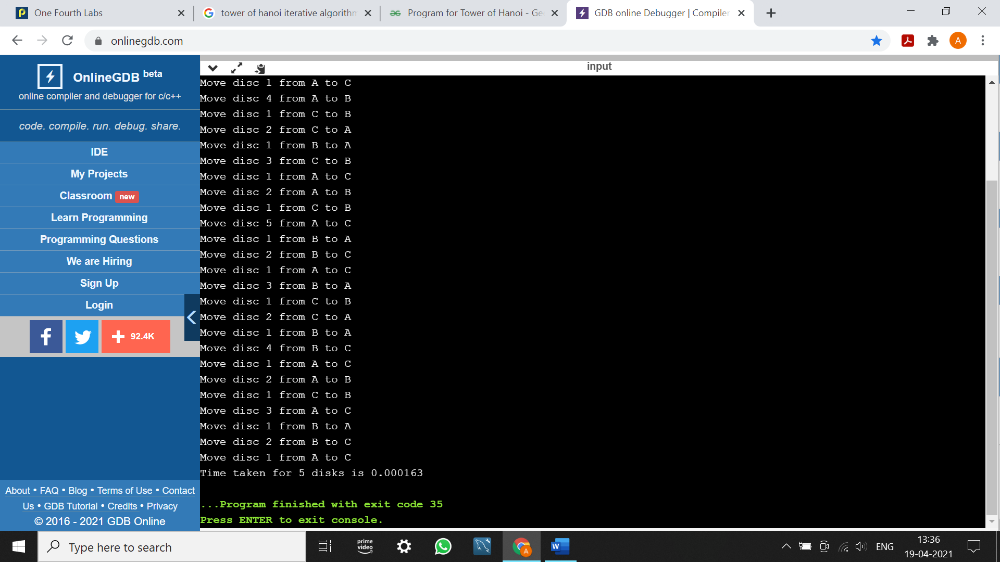 One Fourth Labs
tower of hanoi iterative algorithm
Program for Tower of Hanoi - Gee
GDB online Debugger | Compiler
onlinegdb.com
A
OnlineGDB beta
online compiler and debugger for c/c++
code. compile. run. debug. share.
IDE
My Projects
Classroom new
Learn Programming
Programming Questions
We are Hiring
Sign Up
Login
92.4K
About • FAQ • Blog • Terms of Use • Contact
Us • GDB Tutorial • Credits • Privacy
© 2016 - 2021 GDB Online
input
Move disc 1 from A to C
Move disc 4 from A to B
Move disc 1 from C to B
Move disc 2 from C to A
Move disc 1 from B to A
Move disc 3 from C to B
Move disc 1 from A to C
Move disc 2 from A to B
Move disc 1 from C to B
Move disc 5 from A to C
Move disc 1 from B to A
Move disc 2 from B to C
Move disc 1 from A to C
Move disc 3 from B to A
Move disc 1 from C to B
Move disc 2 from C to A
Move disc 1 from B to A
Move disc 4 from B to C
Move disc 1 from A to C
Move disc 2 from A to B
Move disc 1 from C to B
Move disc 3 from A to C
Move disc 1 from B to A
Move disc 2 from B to C
Move disc 1 from A to C
Time taken for 5 disks is 0.000163
...Program finished with exit code 35
Press ENTER to exit console.
Type here to search
prime
video
A
W
ENG
13:36
19-04-2021